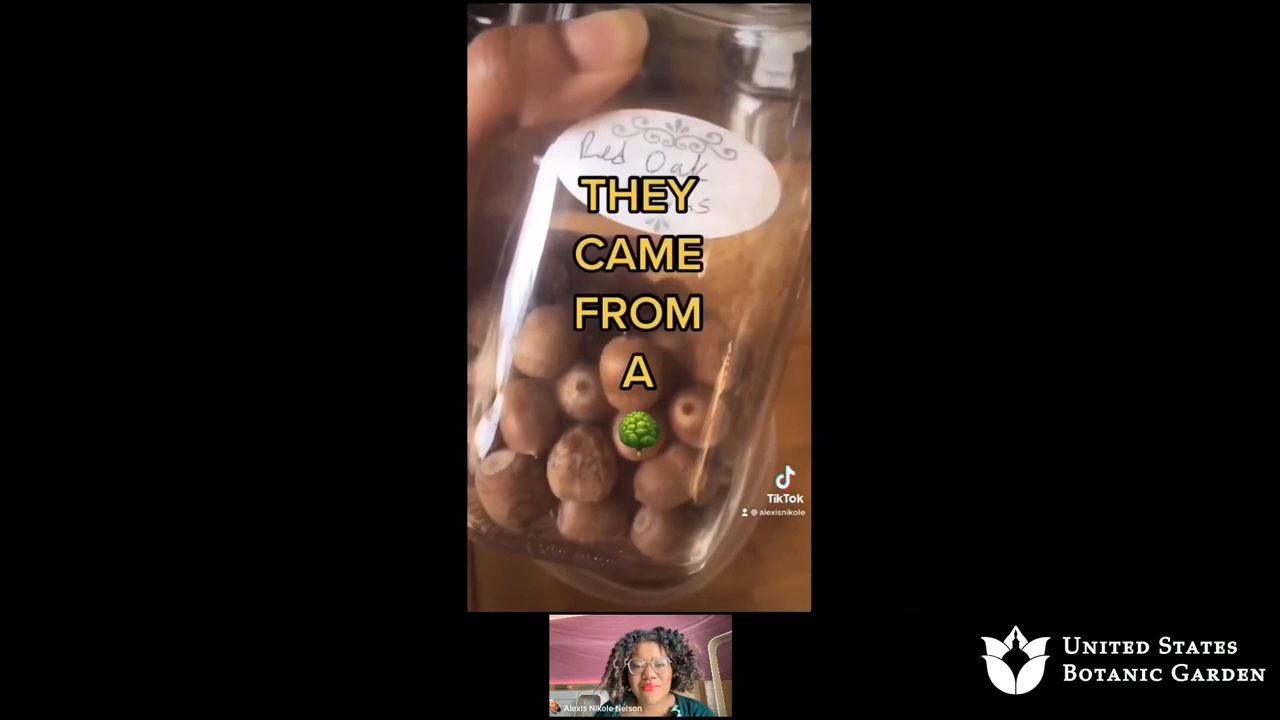 Red Oak
THEY
CAME
FROM
A
TikTok
@alexisnikole
Alexis Nikole Nelson
UNITED STATES
BOTANIC GARDEN